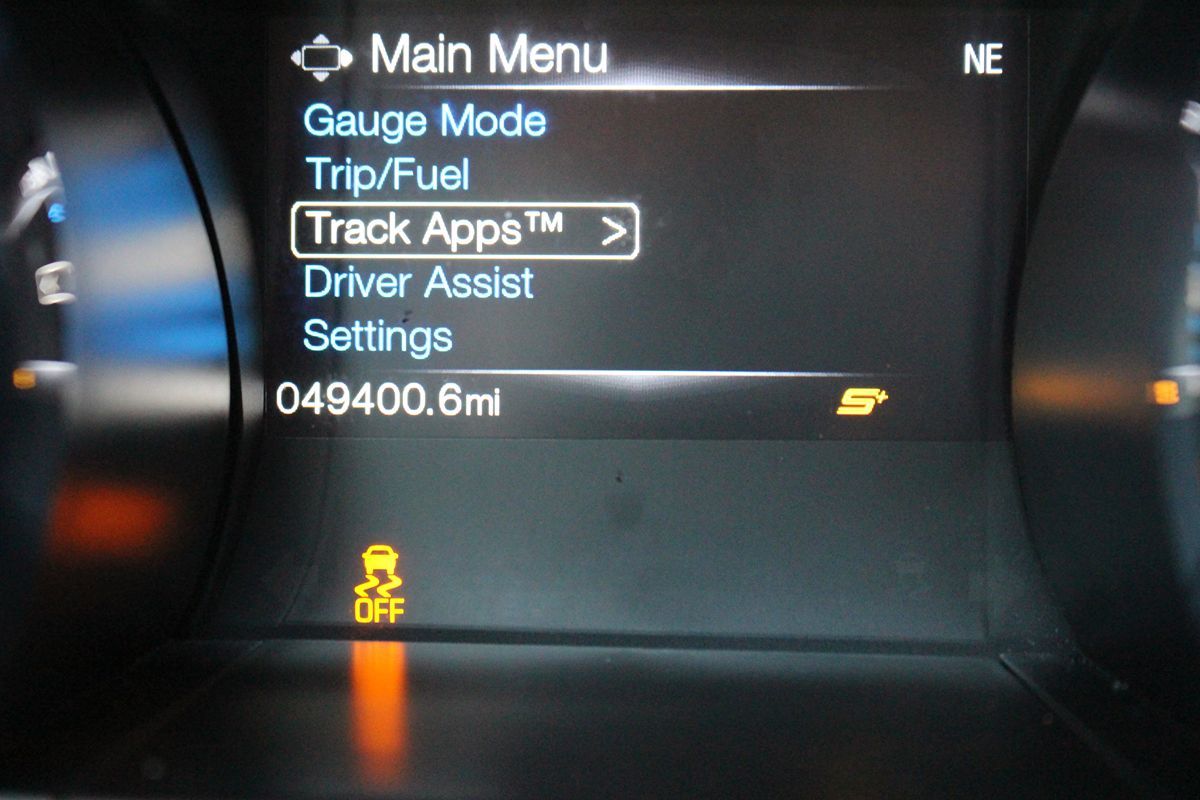 Main Menu
NE
Gauge Mode
Trip/Fuel
Track Apps™ >
Driver Assist
Settings
049400.6mi
S+
OFF